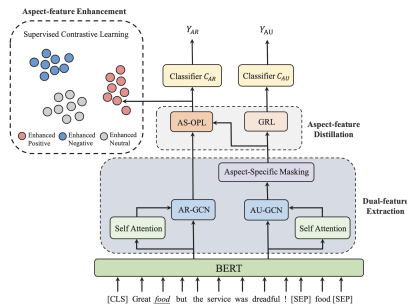 Aspect-feature Enhancement
Supervised Contrastive Learning
Enhanced Positive
Enhanced Negative
Enhanced Neutral
Y_AR
Y_AU
Classifier C_AR
Classifier C_AU
AS-OPL
GRL
Aspect-feature Distillation
Aspect-Specific Masking
AR-GCN
AU-GCN
Dual-feature Extraction
Self Attention
Self Attention
BERT
[CLS] Great food but the service was dreadful ! [SEP] food [SEP]